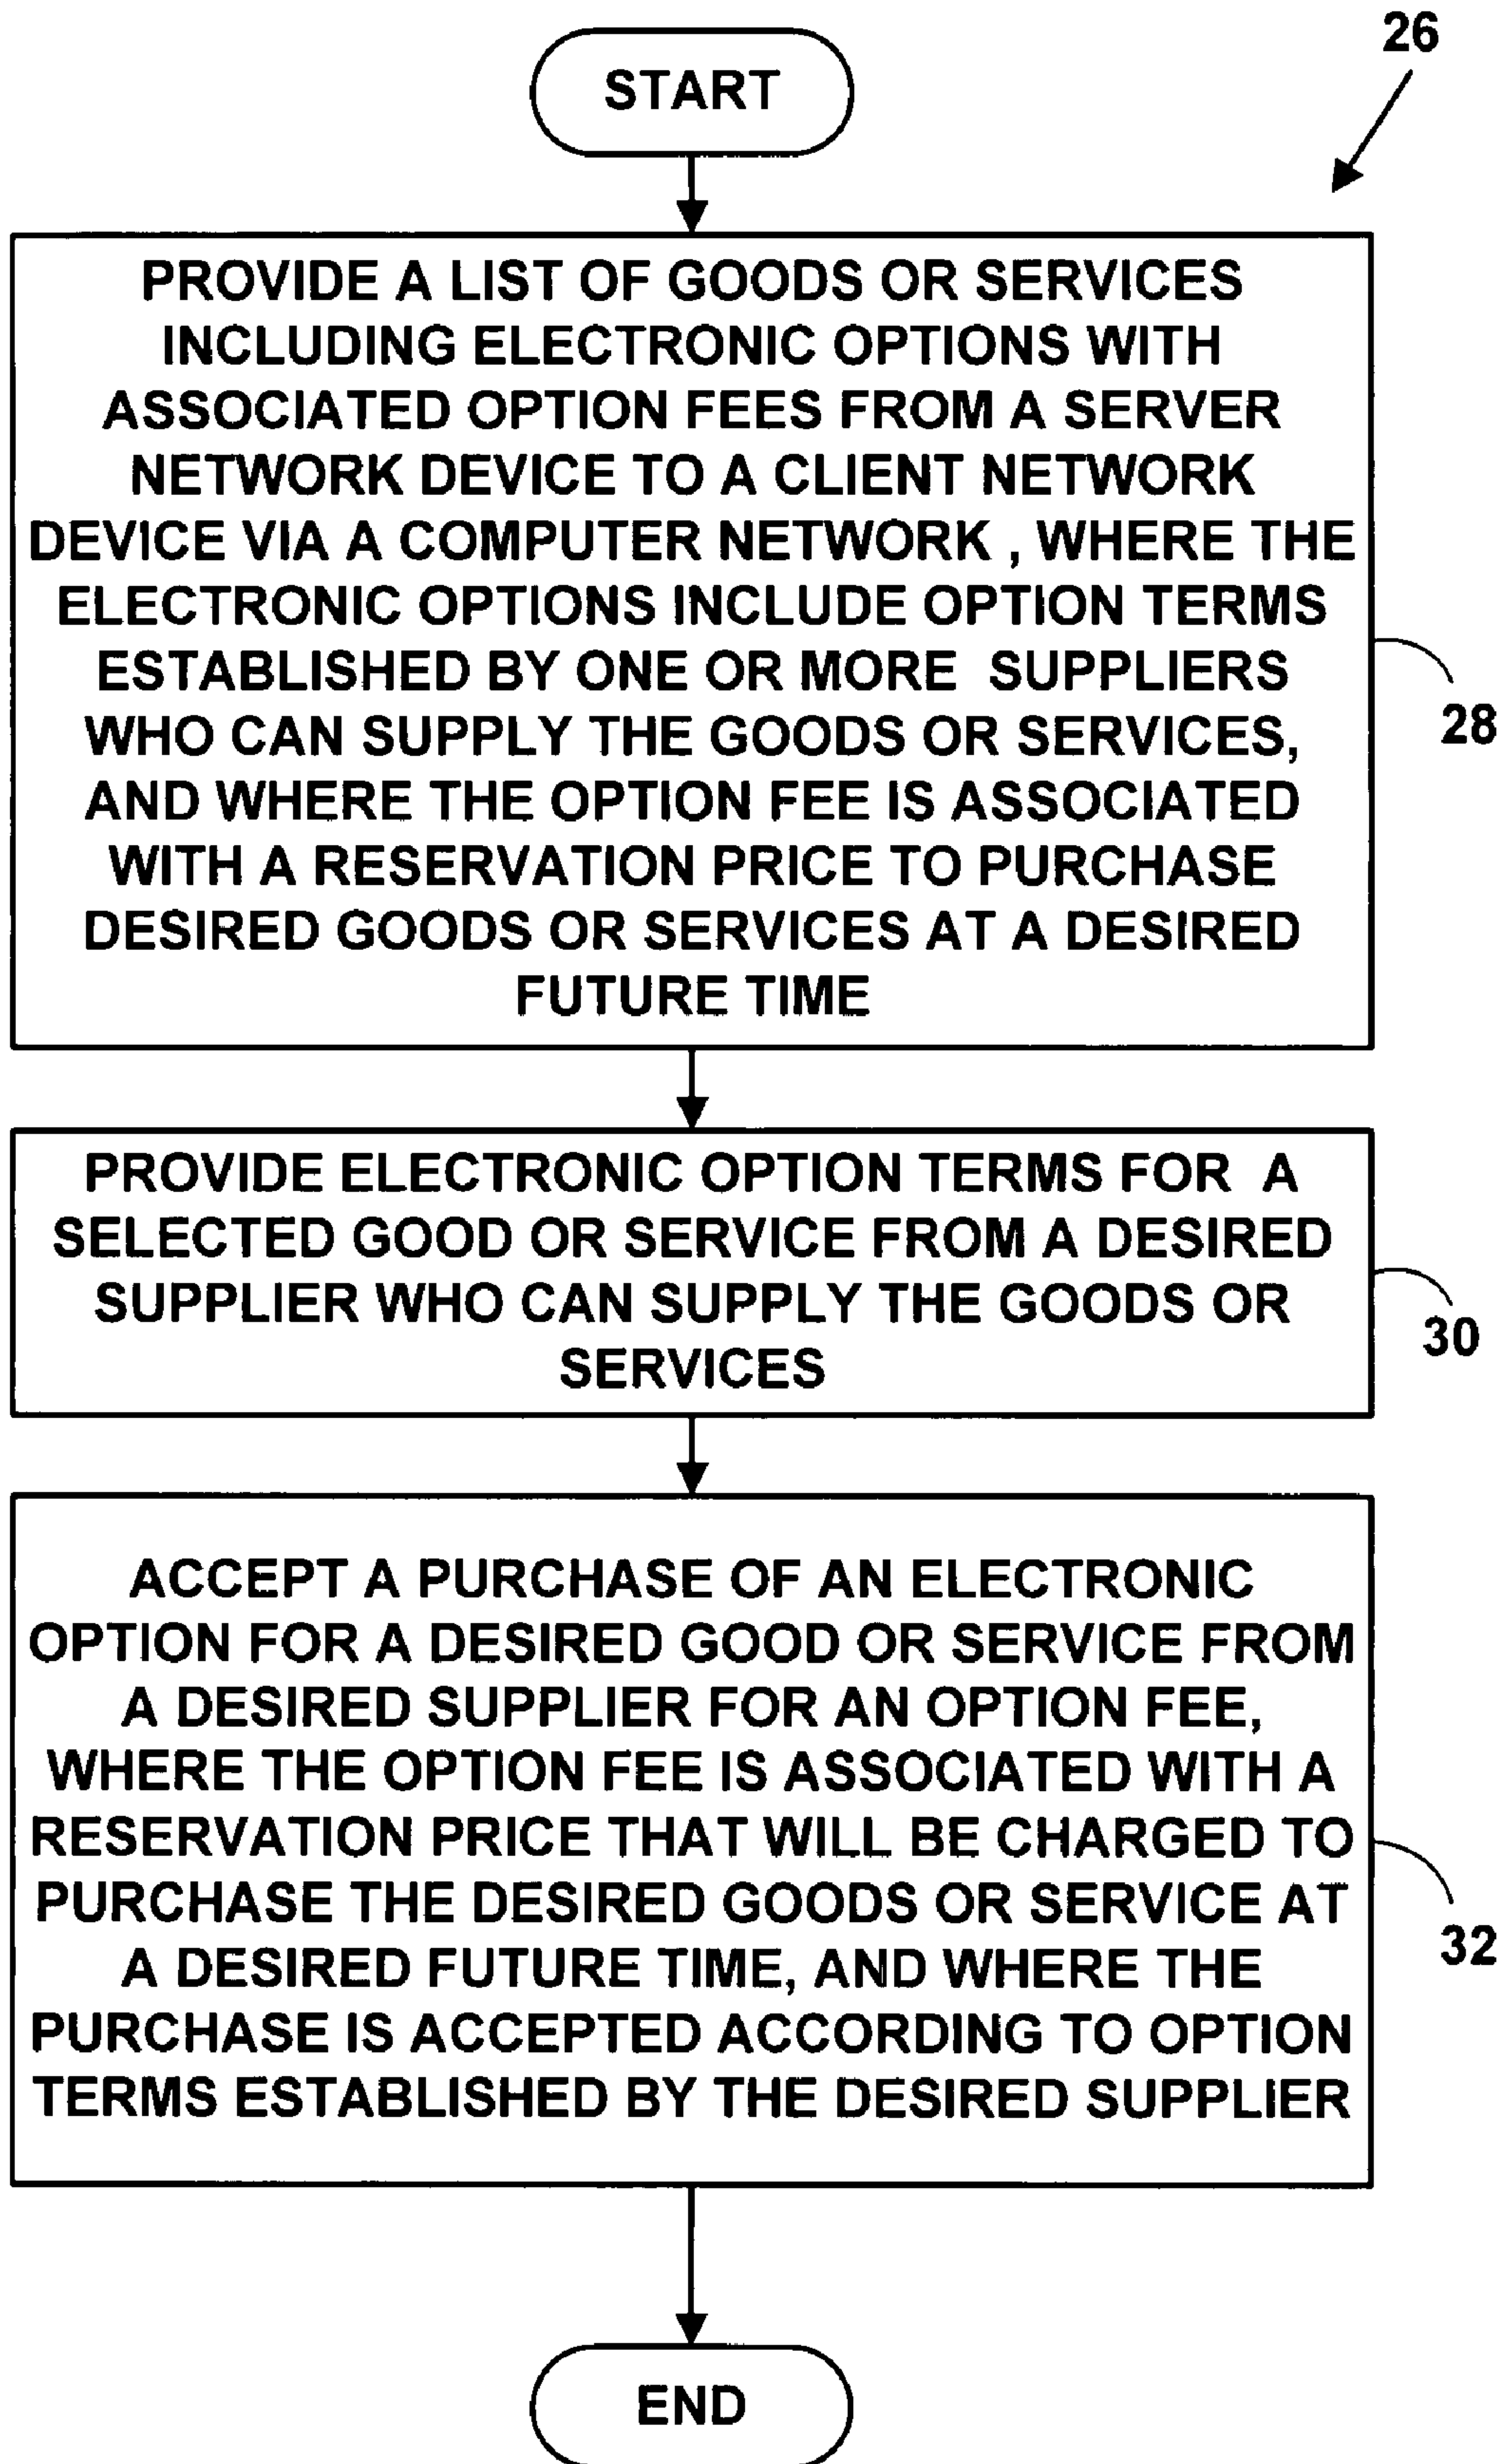 26
START
PROVIDE A LIST OF GOODS OR SERVICES
INCLUDING ELECTRONIC OPTIONS WITH
ASSOCIATED OPTION FEES FROM A SERVER
NETWORK DEVICE TO A CLIENT NETWORK
DEVICE VIA A COMPUTER NETWORK , WHERE THE
ELECTRONIC OPTIONS INCLUDE OPTION TERMS
ESTABLISHED BY ONE OR MORE SUPPLIERS
WHO CAN SUPPLY THE GOODS OR SERVICES,
AND WHERE THE OPTION FEE IS ASSOCIATED
WITH A RESERVATION PRICE TO PURCHASE
DESIRED GOODS OR SERVICES AT A DESIRED
FUTURE TIME
28
PROVIDE ELECTRONIC OPTION TERMS FOR A
SELECTED GOOD OR SERVICE FROM A DESIRED
SUPPLIER WHO CAN SUPPLY THE GOODS OR
SERVICES
30
ACCEPT A PURCHASE OF AN ELECTRONIC
OPTION FOR A DESIRED GOOD OR SERVICE FROM
A DESIRED SUPPLIER FOR AN OPTION FEE,
WHERE THE OPTION FEE IS ASSOCIATED WITH A
RESERVATION PRICE THAT WILL BE CHARGED TO
PURCHASE THE DESIRED GOODS OR SERVICE AT
A DESIRED FUTURE TIME, AND WHERE THE
PURCHASE IS ACCEPTED ACCORDING TO OPTION
TERMS ESTABLISHED BY THE DESIRED SUPPLIER
32
END